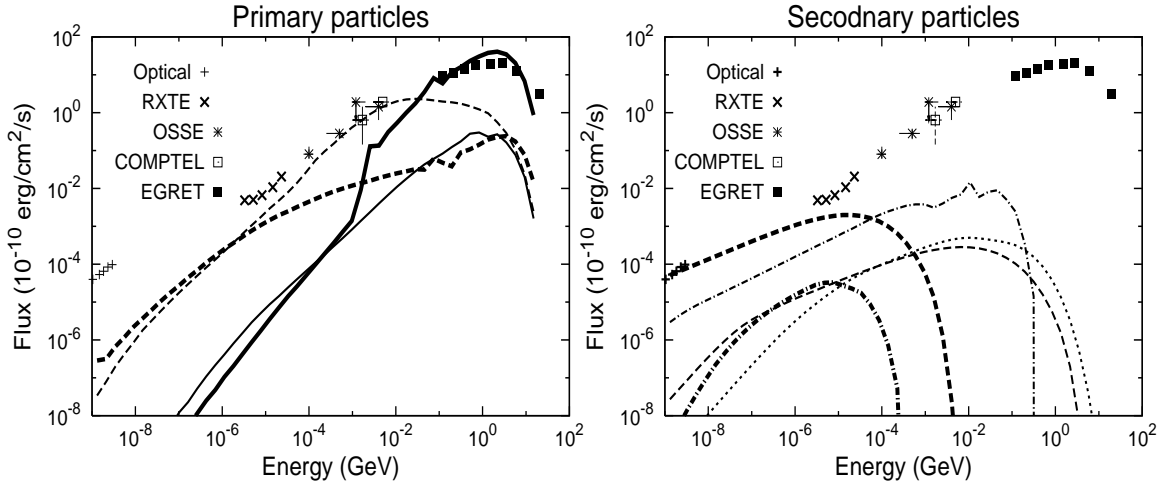 Primary particles
Flux (10^-10 erg/cm^2/s)
10^2
10^0
10^-2
10^-4
10^-6
10^-8
Optical
RXTE
OSSE
COMPTEL
EGRET
10^-8 10^-6 10^-4 10^-2 10^0 10^2
Energy (GeV)
Secodnary particles
Flux (10^-10 erg/cm^2/s)
10^2
10^0
10^-2
10^-4
10^-6
10^-8
Optical
RXTE
OSSE
COMPTEL
EGRET
10^-8 10^-6 10^-4 10^-2 10^0 10^2
Energy (GeV)